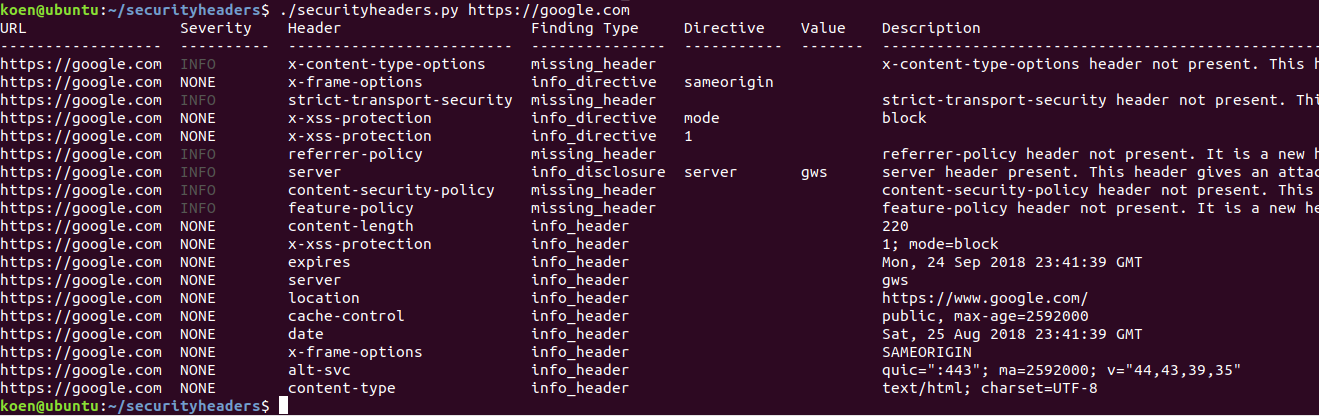 koen@ubuntu:~/securityheaders$ ./securityheaders.py https://google.com
URL Severity Header Finding Type Directive Value Description
------------------ ---------- ------------------------- --------------- ----------- ------- -------------------------------------------------
https://google.com INFO x-content-type-options missing_header x-content-type-options header not present. This h
https://google.com NONE x-frame-options info_directive sameorigin
https://google.com INFO strict-transport-security missing_header strict-transport-security header not present. Thi
https://google.com NONE x-xss-protection info_directive mode block
https://google.com NONE x-xss-protection info_directive 1
https://google.com INFO referrer-policy missing_header referrer-policy header not present. It is a new h
https://google.com INFO server info_disclosure server gws server header present. This header gives an attac
https://google.com INFO content-security-policy missing_header content-security-policy header not present. This
https://google.com INFO feature-policy missing_header feature-policy header not present. It is a new he
https://google.com NONE content-length info_header 220
https://google.com NONE x-xss-protection info_header 1; mode=block
https://google.com NONE expires info_header Mon, 24 Sep 2018 23:41:39 GMT
https://google.com NONE server info_header gws
https://google.com NONE location info_header https://www.google.com/
https://google.com NONE cache-control info_header public, max-age=2592000
https://google.com NONE date info_header Sat, 25 Aug 2018 23:41:39 GMT
https://google.com NONE x-frame-options info_header SAMEORIGIN
https://google.com NONE alt-svc info_header quic=":443"; ma=2592000; v="44,43,39,35"
https://google.com NONE content-type info_header text/html; charset=UTF-8
koen@ubuntu:~/securityheaders$